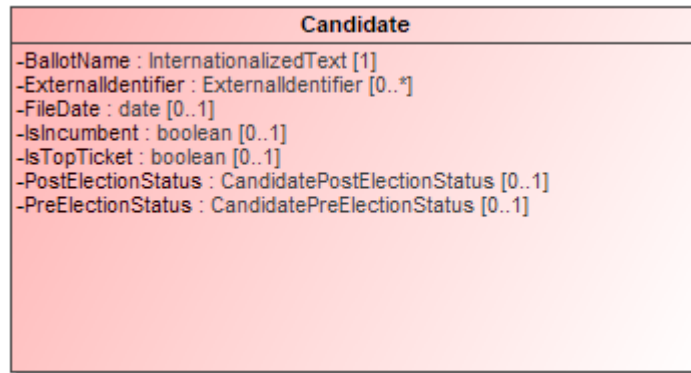 Candidate
-BallotName : InternationalizedText [1]
-ExternalIdentifier : ExternalIdentifier [0..*]
-FileDate : date [0..1]
-IsIncumbent : boolean [0..1]
-IsTopTicket : boolean [0..1]
-PostElectionStatus : CandidatePostElectionStatus [0..1]
-PreElectionStatus : CandidatePreElectionStatus [0..1]